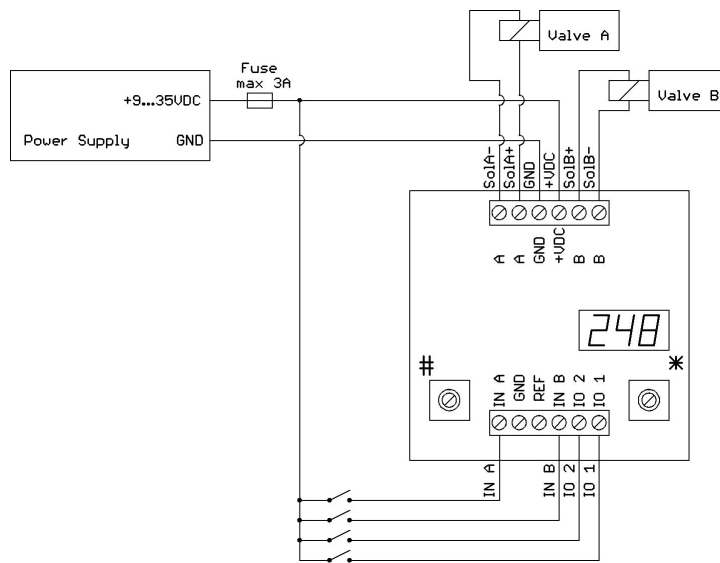 Valve A
Fuse
max 3A
Valve B
+9...35VDC
Power Supply GND
SolA-
SolA+
GND
+VDC
SolB+
SolB-
A
A
GND
+VDC
B
B
248
#
*
IN A
GND
REF
IN B
IO 2
IO 1
IN A
IN B
IO 2
IO 1